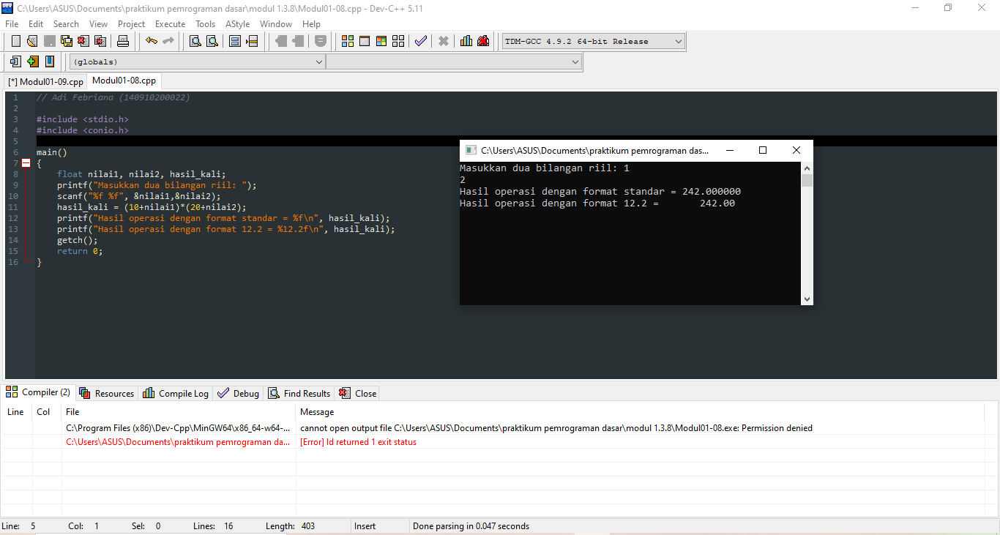 C:\Users\ASUS\Documents\praktikum pemrograman dasar\modul 1.3.8\Modul01-08.cpp - Dev-C++ 5.11
File Edit Search View Project Execute Tools AStyle Window Help
TDM-GCC 4.9.2 64-bit Release
(globals)
[*] Modul01-09.cpp Modul01-08.cpp
1 // Adi Febriana (140910200022)
2
3 #include <stdio.h>
4 #include <conio.h>
5
6 main()
7 {
8 float nilai1, nilai2, hasil_kali;
9 printf("Masukkan dua bilangan riil: ");
10 scanf("%f %f", &nilai1,&nilai2);
11 hasil_kali = (10+nilai1)*(20+nilai2);
12 printf("Hasil operasi dengan format standar = %f\n", hasil_kali);
13 printf("Hasil operasi dengan format 12.2 = %12.2f\n", hasil_kali);
14 getch();
15 return 0;
16 }
C:\Users\ASUS\Documents\praktikum pemrograman das...
Masukkan dua bilangan riil: 1
2
Hasil operasi dengan format standar = 242.000000
Hasil operasi dengan format 12.2 =       242.00
Compiler (2) Resources Compile Log Debug Find Results Close
Line Col File Message
C:\Program Files (x86)\Dev-Cpp\MinGW64\x86_64-w64-... cannot open output file C:\Users\ASUS\Documents\praktikum pemrograman dasar\modul 1.3.8\Modul01-08.exe: Permission denied
C:\Users\ASUS\Documents\praktikum pemrograman da... [Error] ld returned 1 exit status
Line: 5 Col: 1 Sel: 0 Lines: 16 Length: 403 Insert Done parsing in 0.047 seconds